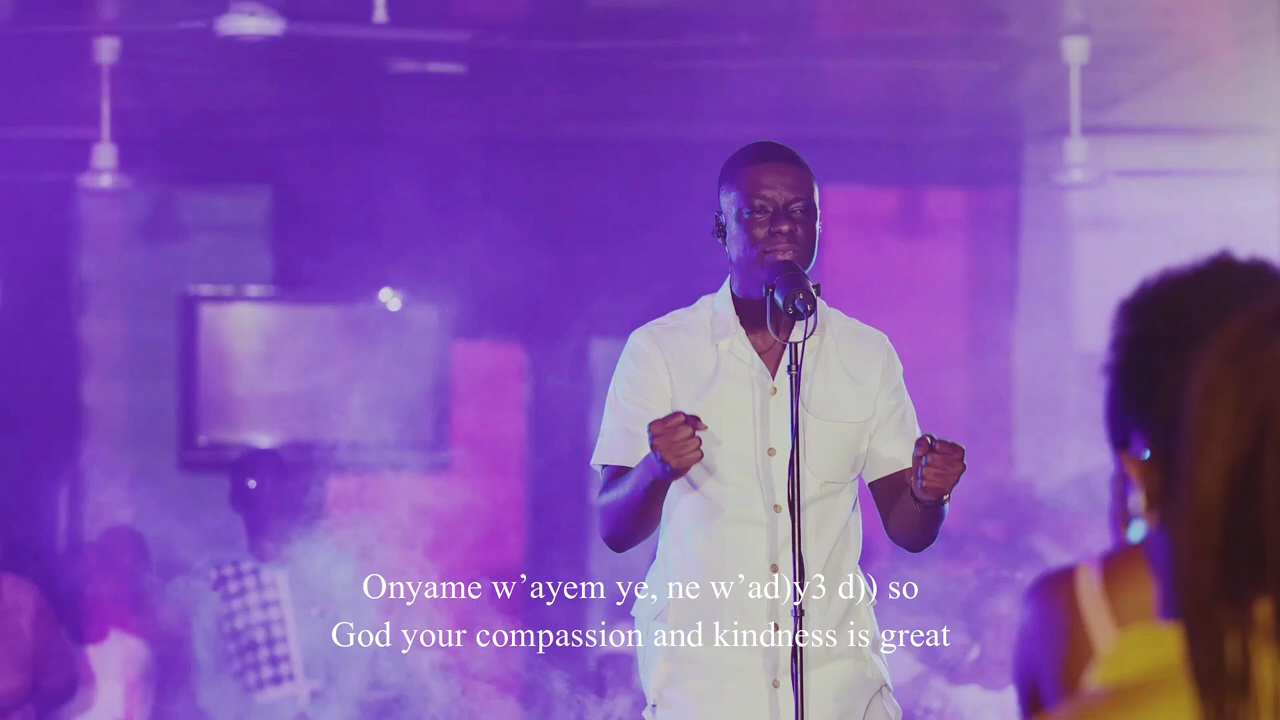 Onyame w’ayem ye, ne w’ad)y3 d)) so
God your compassion and kindness is great